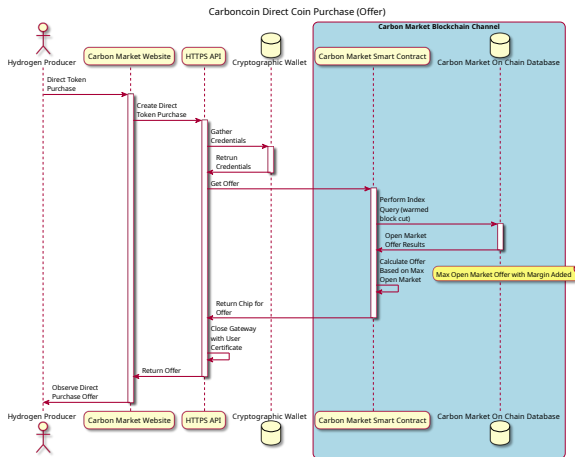 Carboncoin Direct Coin Purchase (Offer)
Carbon Market Blockchain Channel
Hydrogen Producer
Carbon Market Website
HTTPS API
Cryptographic Wallet
Carbon Market Smart Contract
Carbon Market On Chain Database
Direct Token
Purchase
Create Direct
Token Purchase
Gather
Credentials
Retrun
Credentials
Get Offer
Perform Index
Query (warmed
block cut)
Open Market
Offer Results
Calculate Offer
Based on Max
Open Market
Max Open Market Offer with Margin Added
Return Chip for
Offer
Close Gateway
with User
Certificate
Return Offer
Observe Direct
Purchase Offer
Hydrogen Producer
Carbon Market Website
HTTPS API
Cryptographic Wallet
Carbon Market Smart Contract
Carbon Market On Chain Database